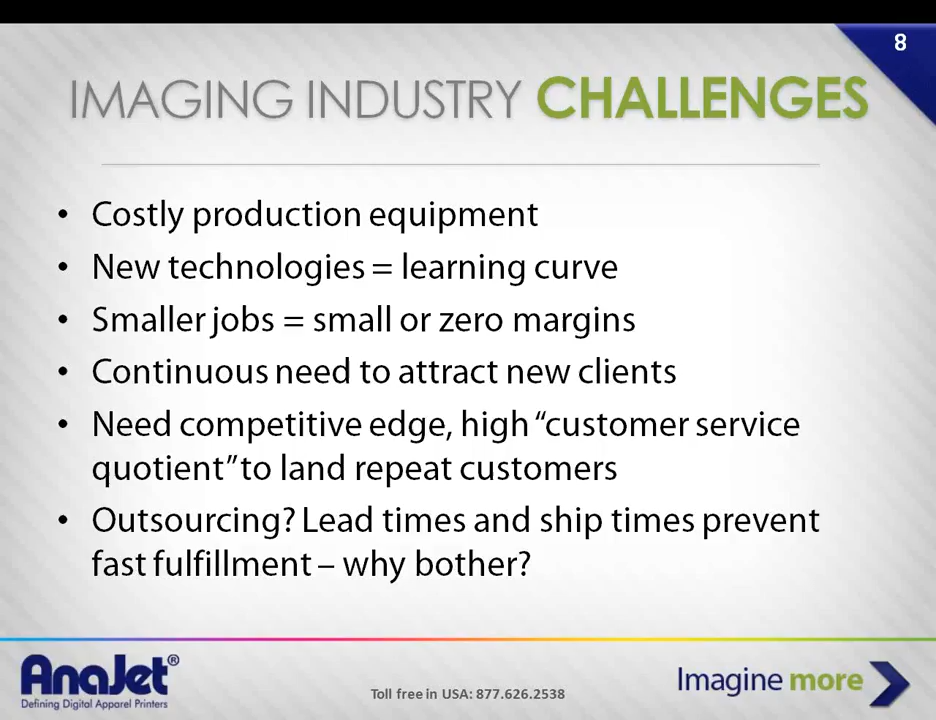 8
IMAGING INDUSTRY CHALLENGES
• Costly production equipment
• New technologies = learning curve
• Smaller jobs = small or zero margins
• Continuous need to attract new clients
• Need competitive edge, high “customer service
quotient” to land repeat customers
• Outsourcing? Lead times and ship times prevent
fast fulfillment – why bother?
AnaJet®
Defining Digital Apparel Printers
Toll free in USA: 877.626.2538
Imagine more